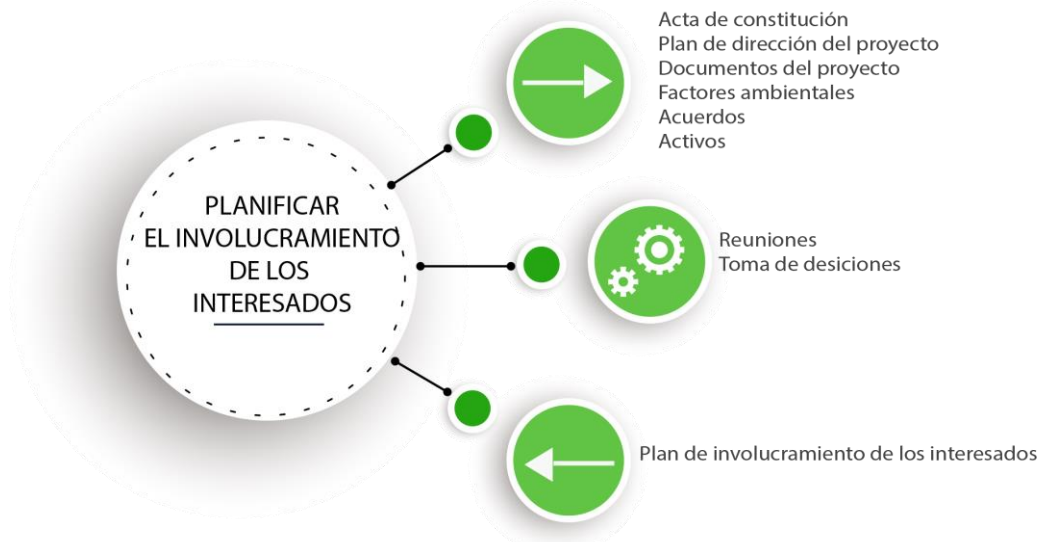 PLANIFICAR
EL INVOLUCRAMIENTO
DE LOS
INTERESADOS
Acta de constitución
Plan de dirección del proyecto
Documentos del proyecto
Factores ambientales
Acuerdos
Activos
Reuniones
Toma de desiciones
Plan de involucramiento de los interesados